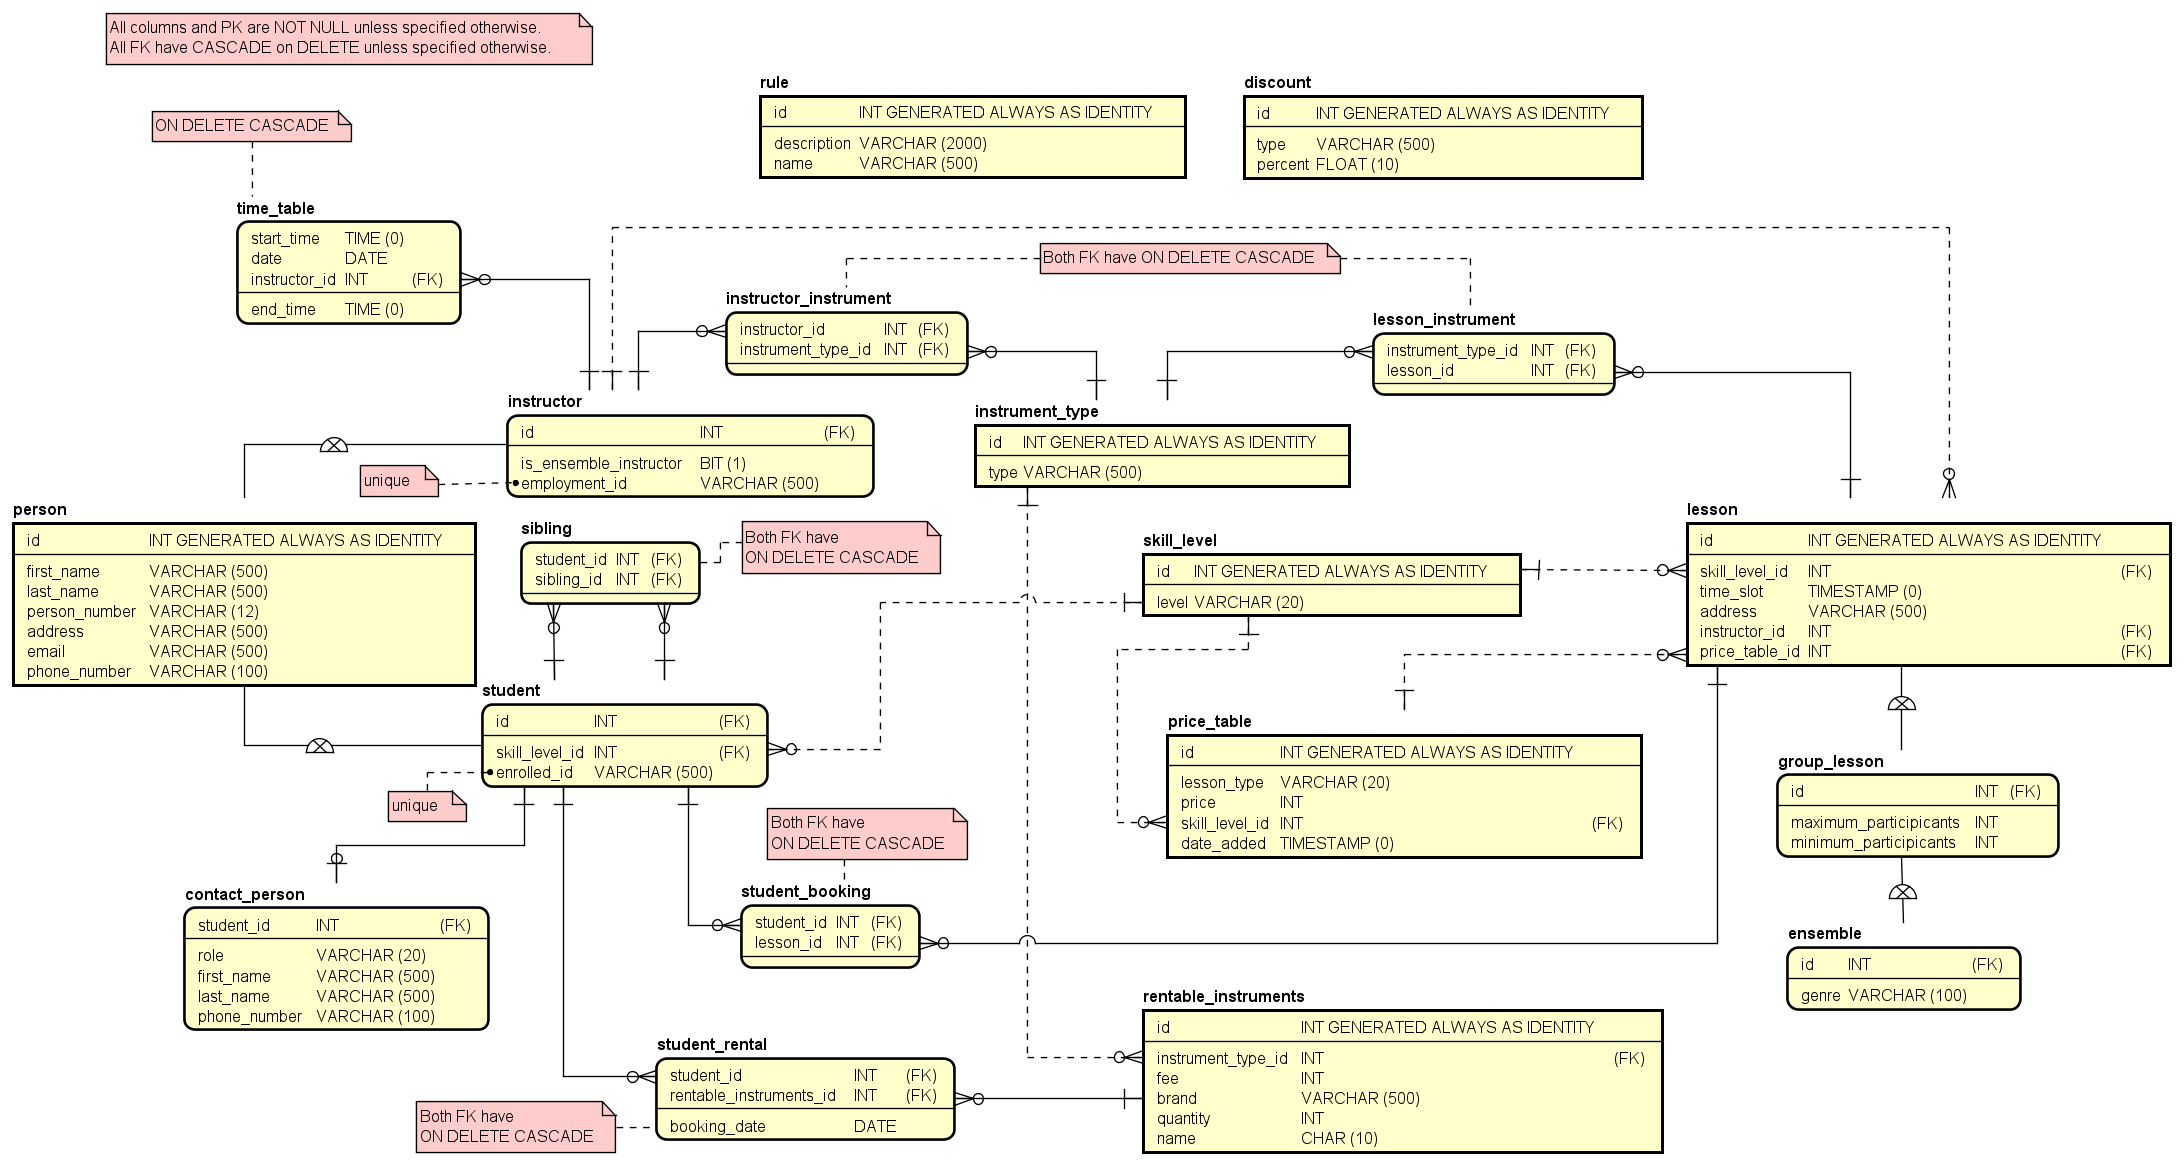 All columns and PK are NOT NULL unless specified otherwise.
All FK have CASCADE on DELETE unless specified otherwise.
rule
id INT GENERATED ALWAYS AS IDENTITY
description VARCHAR (2000)
name VARCHAR (500)
discount
id INT GENERATED ALWAYS AS IDENTITY
type VARCHAR (500)
percent FLOAT (10)
ON DELETE CASCADE
time_table
start_time TIME (0)
date DATE
instructor_id INT (FK)
end_time TIME (0)
Both FK have ON DELETE CASCADE
instructor_instrument
instructor_id INT (FK)
instrument_type_id INT (FK)
lesson_instrument
instrument_type_id INT (FK)
lesson_id INT (FK)
instructor
id INT (FK)
is_ensemble_instructor BIT (1)
employment_id VARCHAR (500)
unique
instrument_type
id INT GENERATED ALWAYS AS IDENTITY
type VARCHAR (500)
person
id INT GENERATED ALWAYS AS IDENTITY
first_name VARCHAR (500)
last_name VARCHAR (500)
person_number VARCHAR (12)
address VARCHAR (500)
email VARCHAR (500)
phone_number VARCHAR (100)
sibling
student_id INT (FK)
sibling_id INT (FK)
Both FK have
ON DELETE CASCADE
skill_level
id INT GENERATED ALWAYS AS IDENTITY
level VARCHAR (20)
lesson
id INT GENERATED ALWAYS AS IDENTITY
skill_level_id INT (FK)
time_slot TIMESTAMP (0)
address VARCHAR (500)
instructor_id INT (FK)
price_table_id INT (FK)
student
id INT (FK)
skill_level_id INT (FK)
enrolled_id VARCHAR (500)
unique
price_table
id INT GENERATED ALWAYS AS IDENTITY
lesson_type VARCHAR (20)
price INT
skill_level_id INT (FK)
date_added TIMESTAMP (0)
group_lesson
id INT (FK)
maximum_participicants INT
minimum_participicants INT
Both FK have
ON DELETE CASCADE
contact_person
student_id INT (FK)
role VARCHAR (20)
first_name VARCHAR (500)
last_name VARCHAR (500)
phone_number VARCHAR (100)
student_booking
student_id INT (FK)
lesson_id INT (FK)
ensemble
id INT (FK)
genre VARCHAR (100)
rentable_instruments
id INT GENERATED ALWAYS AS IDENTITY
instrument_type_id INT (FK)
fee INT
brand VARCHAR (500)
quantity INT
name CHAR (10)
student_rental
student_id INT (FK)
rentable_instruments_id INT (FK)
booking_date DATE
Both FK have
ON DELETE CASCADE